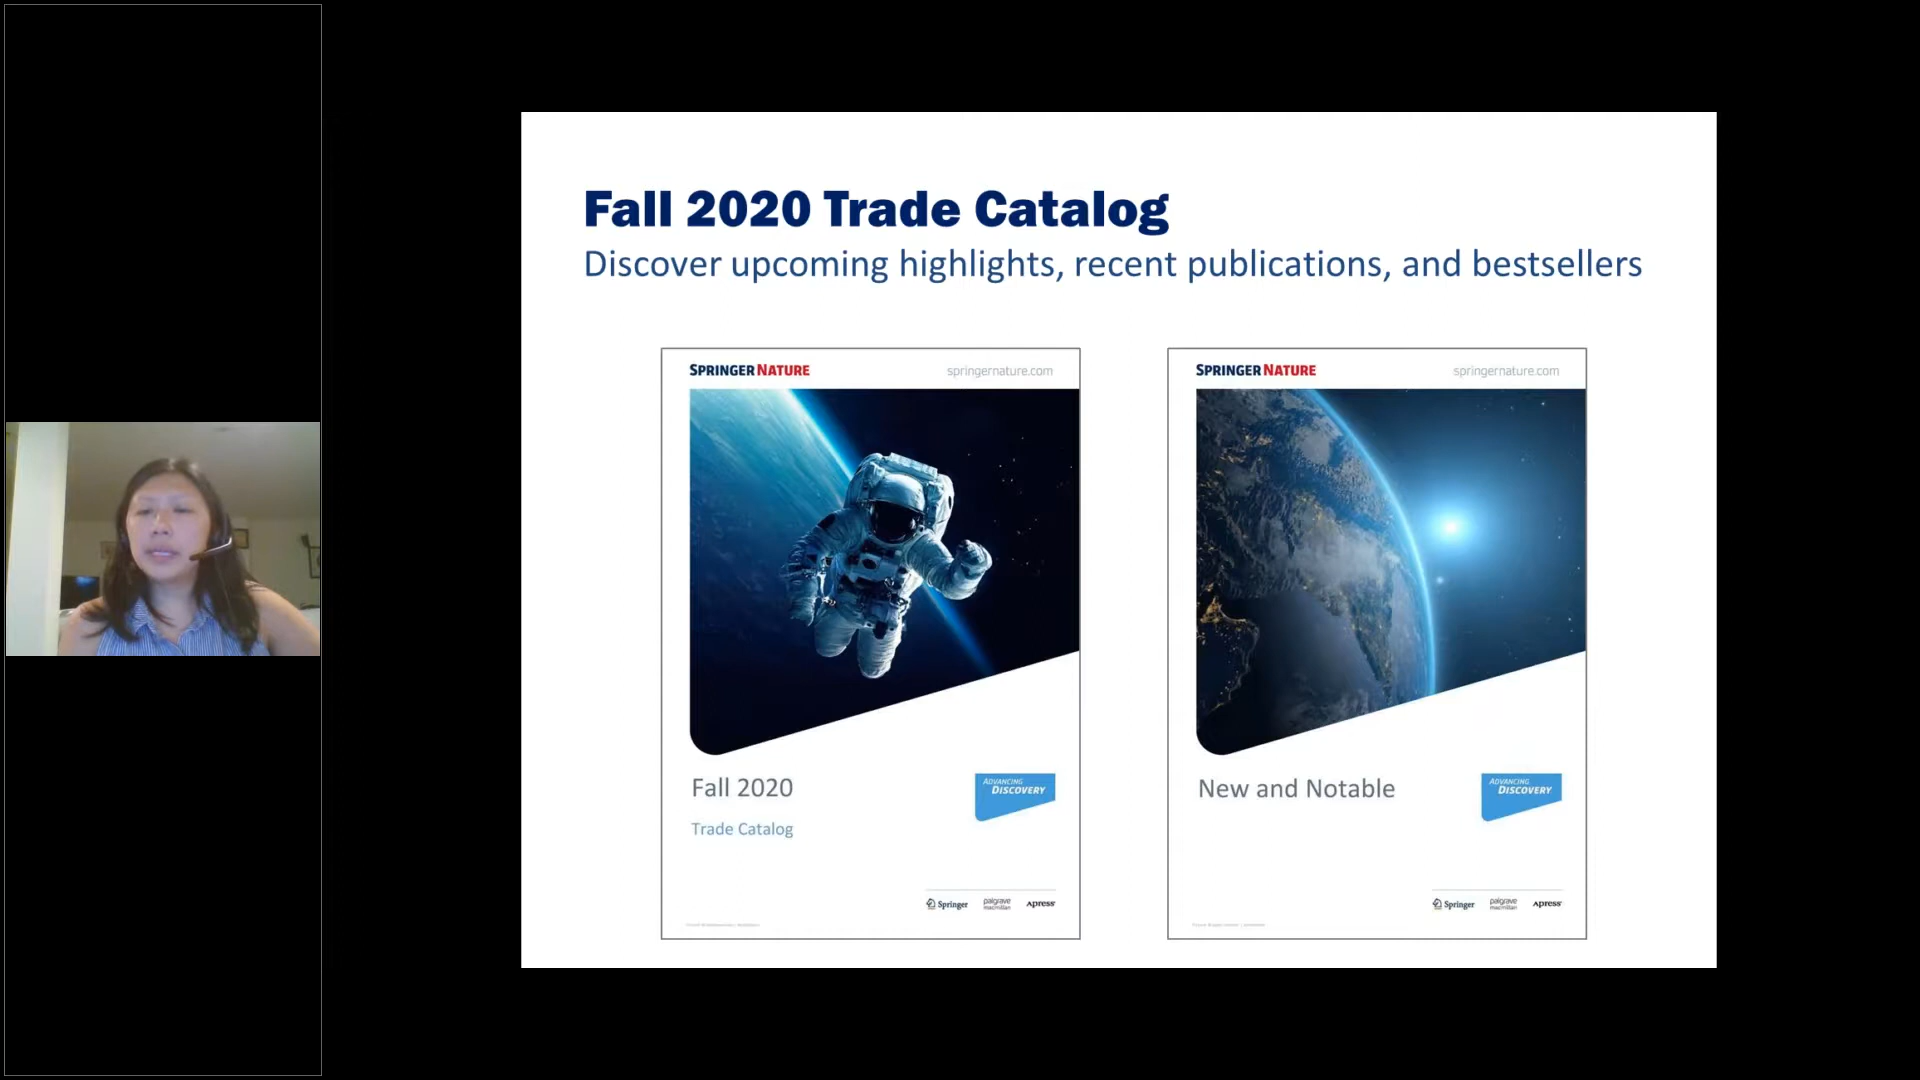 Fall 2020 Trade Catalog
Discover upcoming highlights, recent publications, and bestsellers
SPRINGER NATURE
springernature.com
Fall 2020
Trade Catalog
ADVANCING
DISCOVERY
Springer
palgrave
macmillan
Apress
SPRINGER NATURE
springernature.com
New and Notable
ADVANCING
DISCOVERY
Springer
palgrave
macmillan
Apress